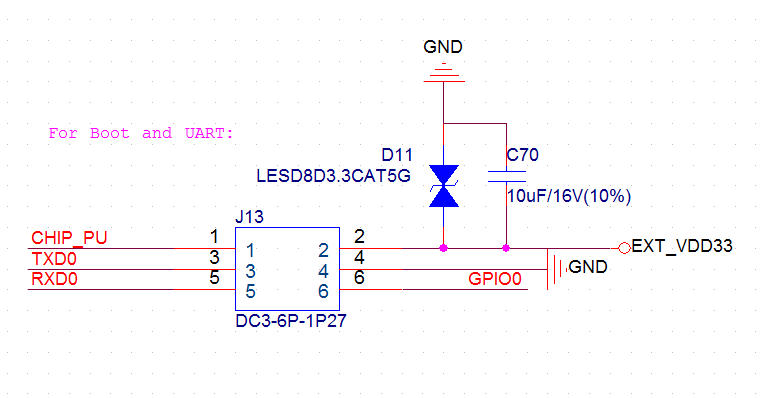 GND
For Boot and UART:
D11
LESD8D3.3CAT5G
C70
10uF/16V(10%)
J13
CHIP_PU 1 1 2 2 EXT_VDD33
TXD0 3 3 4 4 GND
RXD0 5 5 6 6 GPIO0
DC3-6P-1P27